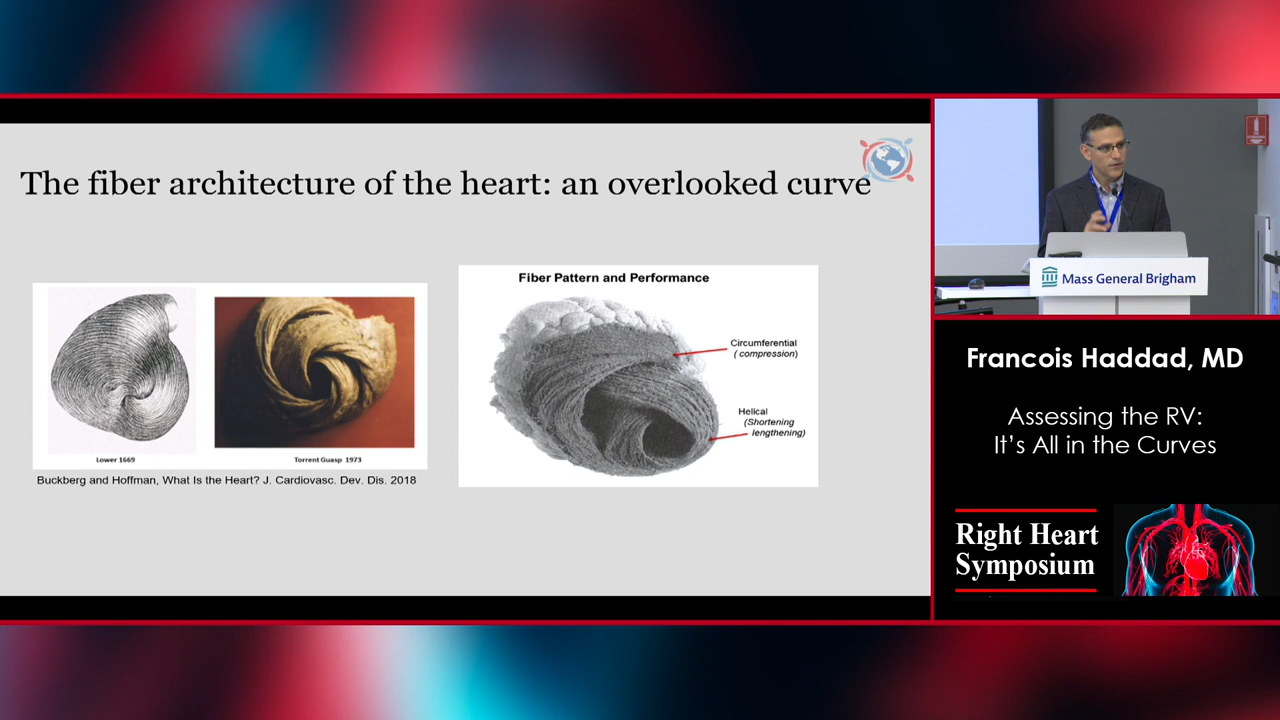 The fiber architecture of the heart: an overlooked curve
Lower 1669
Torrent Guasp 1973
Buckberg and Hoffman, What Is the Heart? J. Cardiovasc. Dev. Dis. 2018
Fiber Pattern and Performance
Circumferential
( compression)
Helical
(Shortening
lengthening)
Mass General Brigham
Francois Haddad, MD
Assessing the RV:
It's All in the Curves
Right Heart
Symposium